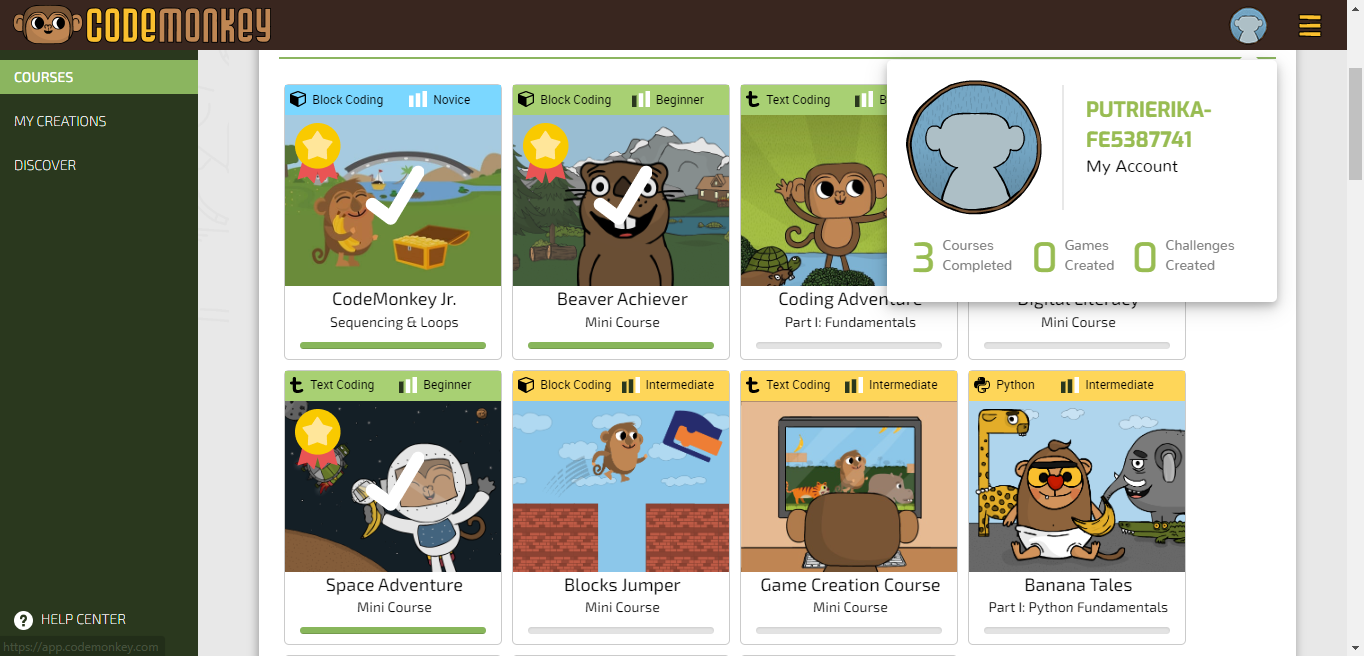 CODEMONKEY
COURSES
MY CREATIONS
DISCOVER
HELP CENTER
https://app.codemonkey.com
PUTRIERIKA-
FE5387741
My Account
3 Courses Completed
0 Games Created
0 Challenges Created
Block Coding Novice
CodeMonkey Jr.
Sequencing & Loops
Block Coding Beginner
Beaver Achiever
Mini Course
Text Coding B
Coding Adventure
Part I: Fundamentals
Digital Literacy
Mini Course
Text Coding Beginner
Space Adventure
Mini Course
Block Coding Intermediate
Blocks Jumper
Mini Course
Text Coding Intermediate
Game Creation Course
Mini Course
Python Intermediate
Banana Tales
Part I: Python Fundamentals